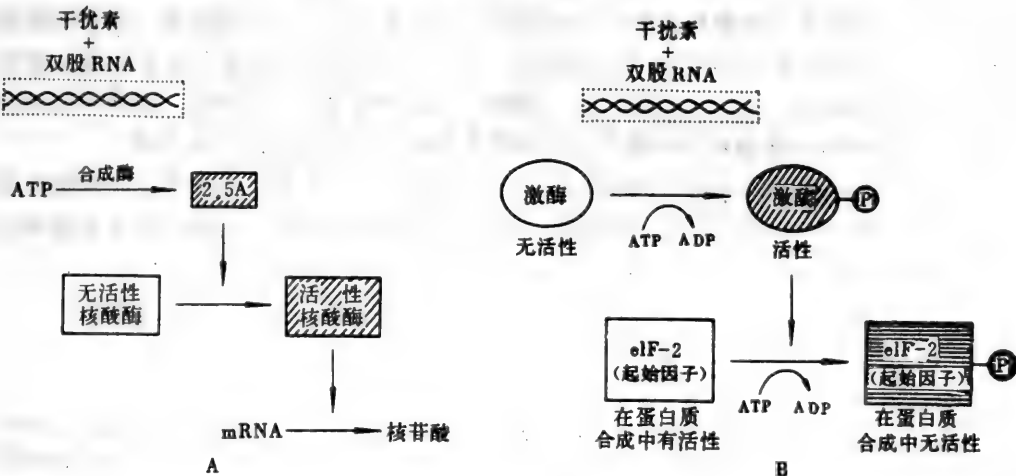 干扰素
+
双股RNA
ATP 合成酶 2,5A
无活性
核酸酶
活性
核酸酶
mRNA 核苷酸
A
干扰素
+
双股RNA
激酶 激酶 P
无活性 ATP ADP 活性
eIF-2
(起始因子)
eIF-2
(起始因子)
P
ATP ADP
在蛋白质
合成中有活性
在蛋白质
合成中无活性
B